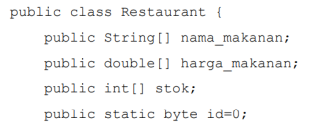 public class Restaurant {
    public String[] nama_makanan;
    public double[] harga_makanan;
    public int[] stok;
    public static byte id=0;